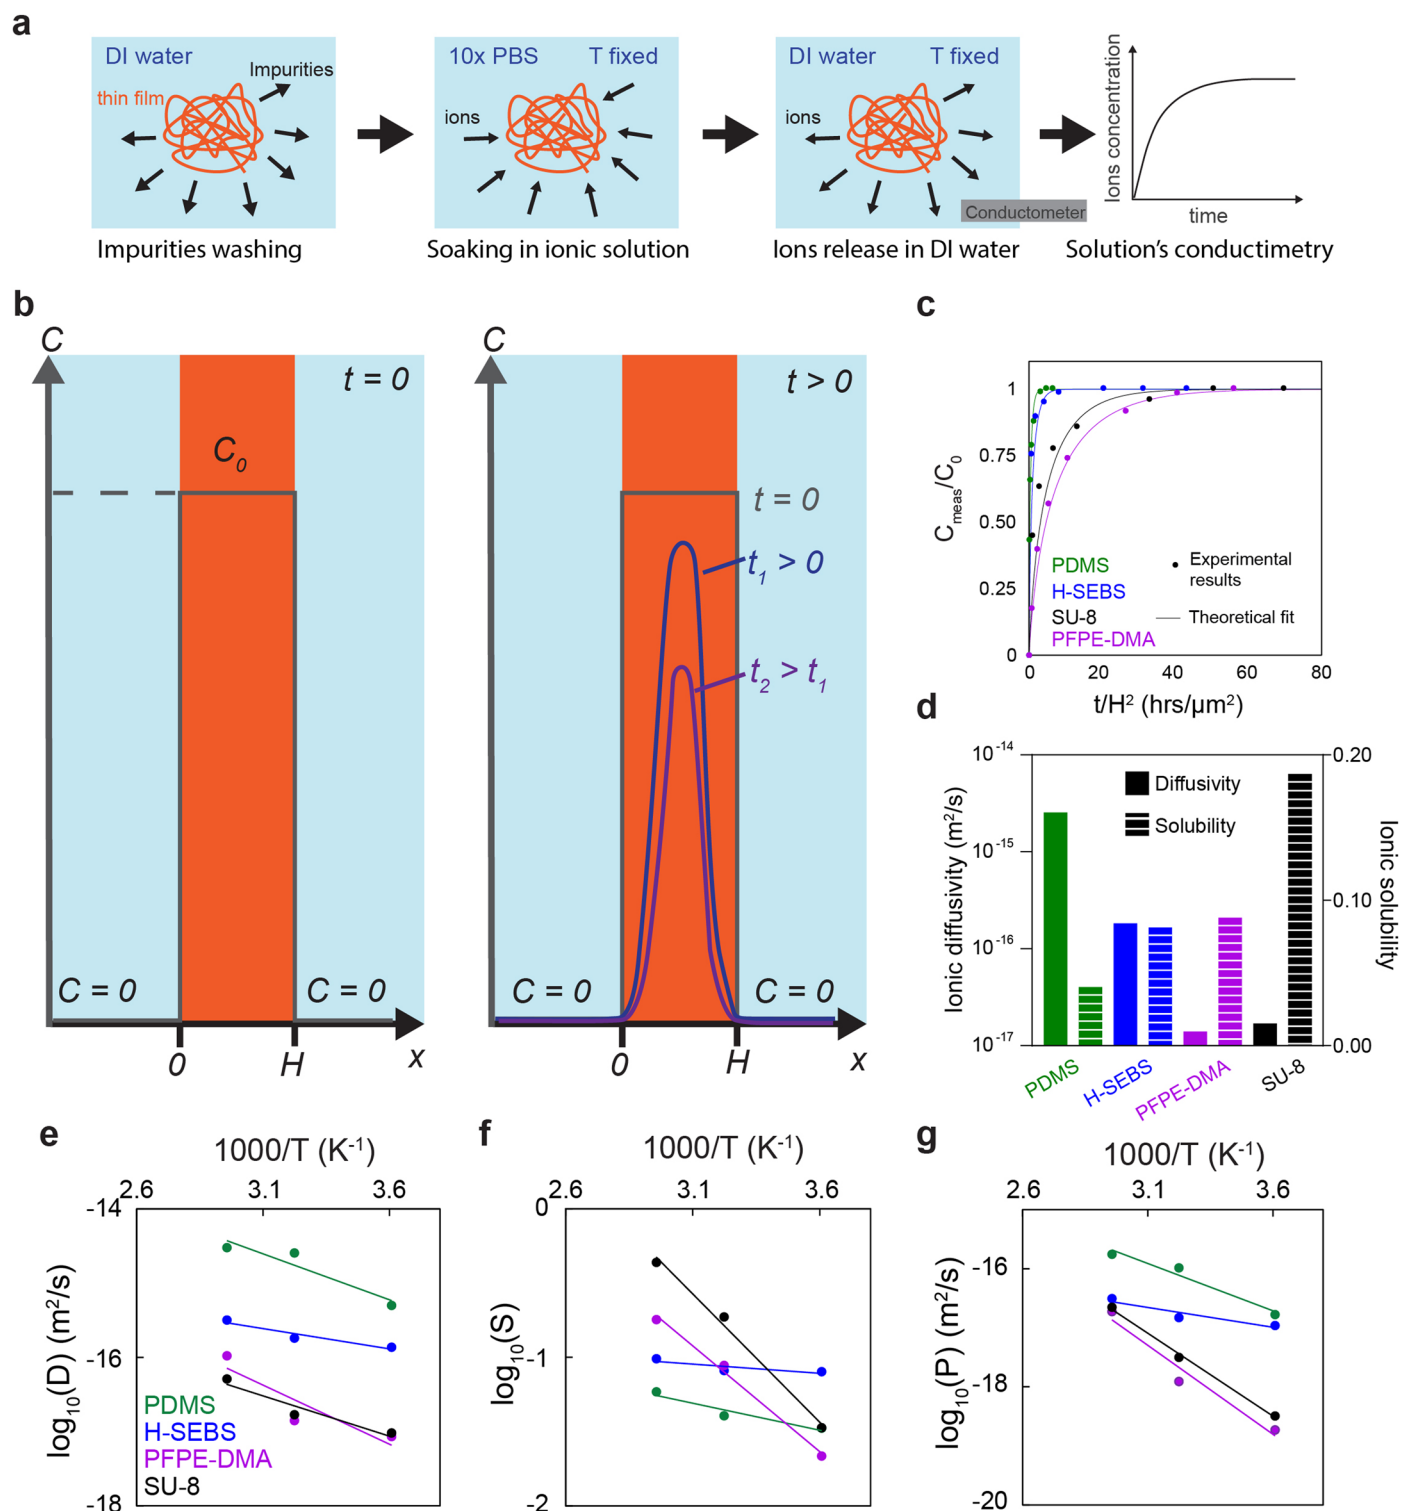 a
DI water
Impurities
thin film
Impurities washing
10x PBS T fixed
ions
Soaking in ionic solution
DI water T fixed
ions
Conductometer
Ions release in DI water
Ions concentration
time
Solution's conductimetry
b
C
t = 0
C₀
C = 0
C = 0
0
H
x
C
t > 0
t = 0
t₁ > 0
t₂ > t₁
C = 0
C = 0
0
H
x
c
C_meas/C₀
1
0.75
0.50
0.25
0
PDMS
H-SEBS
SU-8
PFPE-DMA
Experimental
results
Theoretical fit
0 20 40 60 80
t/H² (hrs/µm²)
d
Ionic diffusivity (m²/s)
10⁻¹⁴
10⁻¹⁵
10⁻¹⁶
10⁻¹⁷
Diffusivity
Solubility
0.20
0.10
0.00
Ionic solubility
PDMS
H-SEBS
PFPE-DMA
SU-8
e
1000/T (K⁻¹)
2.6 3.1 3.6
-14
-16
-18
log₁₀(D) (m²/s)
PDMS
H-SEBS
PFPE-DMA
SU-8
f
1000/T (K⁻¹)
2.6 3.1 3.6
0
-1
-2
log₁₀(S)
g
1000/T (K⁻¹)
2.6 3.1 3.6
-16
-18
-20
log₁₀(P) (m²/s)